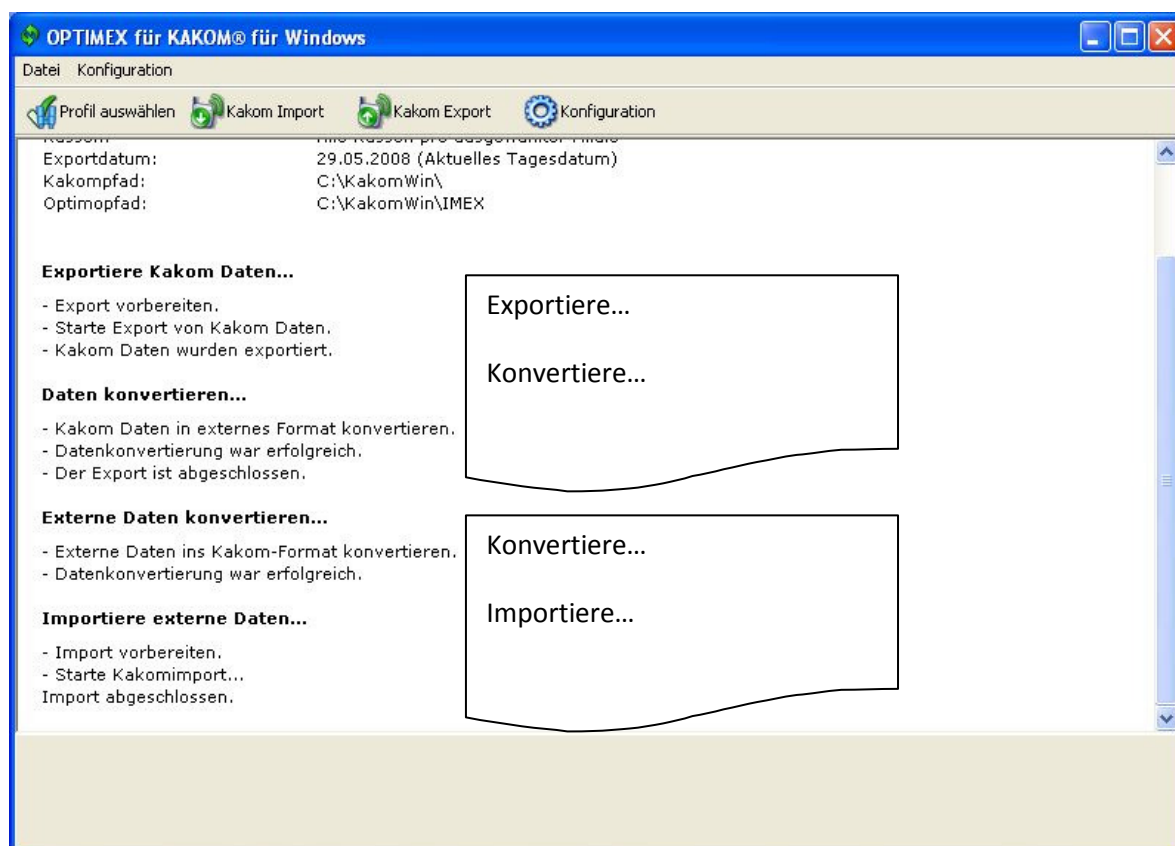 OPTIMEX für KAKOM® für Windows
Datei Konfiguration
Profil auswählen Kakom Import Kakom Export Konfiguration
Exportdatum: 29.05.2008 (Aktuelles Tagesdatum)
Kakompfad: C:\KakomWin\
Optimopfad: C:\KakomWin\IMEX
Exportiere Kakom Daten...
- Export vorbereiten.
- Starte Export von Kakom Daten.
- Kakom Daten wurden exportiert.
Daten konvertieren...
- Kakom Daten in externes Format konvertieren.
- Datenkonvertierung war erfolgreich.
- Der Export ist abgeschlossen.
Externe Daten konvertieren...
- Externe Daten ins Kakom-Format konvertieren.
- Datenkonvertierung war erfolgreich.
Importiere externe Daten...
- Import vorbereiten.
- Starte Kakomimport...
Import abgeschlossen.
Exportiere…
Konvertiere…
Konvertiere…
Importiere…